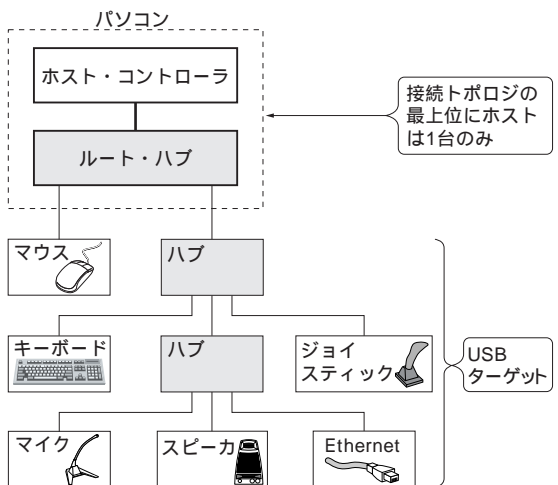 パソコン
ホスト・コントローラ
ルート・ハブ
接続トポロジの
最上位にホスト
は1台のみ
マウス
ハブ
キーボード
ハブ
ジョイ
スティック
USB
ターゲット
マイク
スピーカ
Ethernet